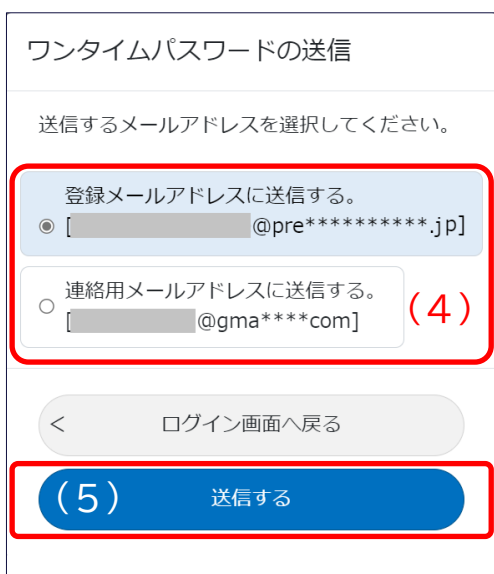 ワンタイムパスワードの送信
送信するメールアドレスを選択してください。
登録メールアドレスに送信する。
[ @pre**********.jp]
連絡用メールアドレスに送信する。
[ @gma****com]
(4)
< ログイン画面へ戻る
(5) 送信する